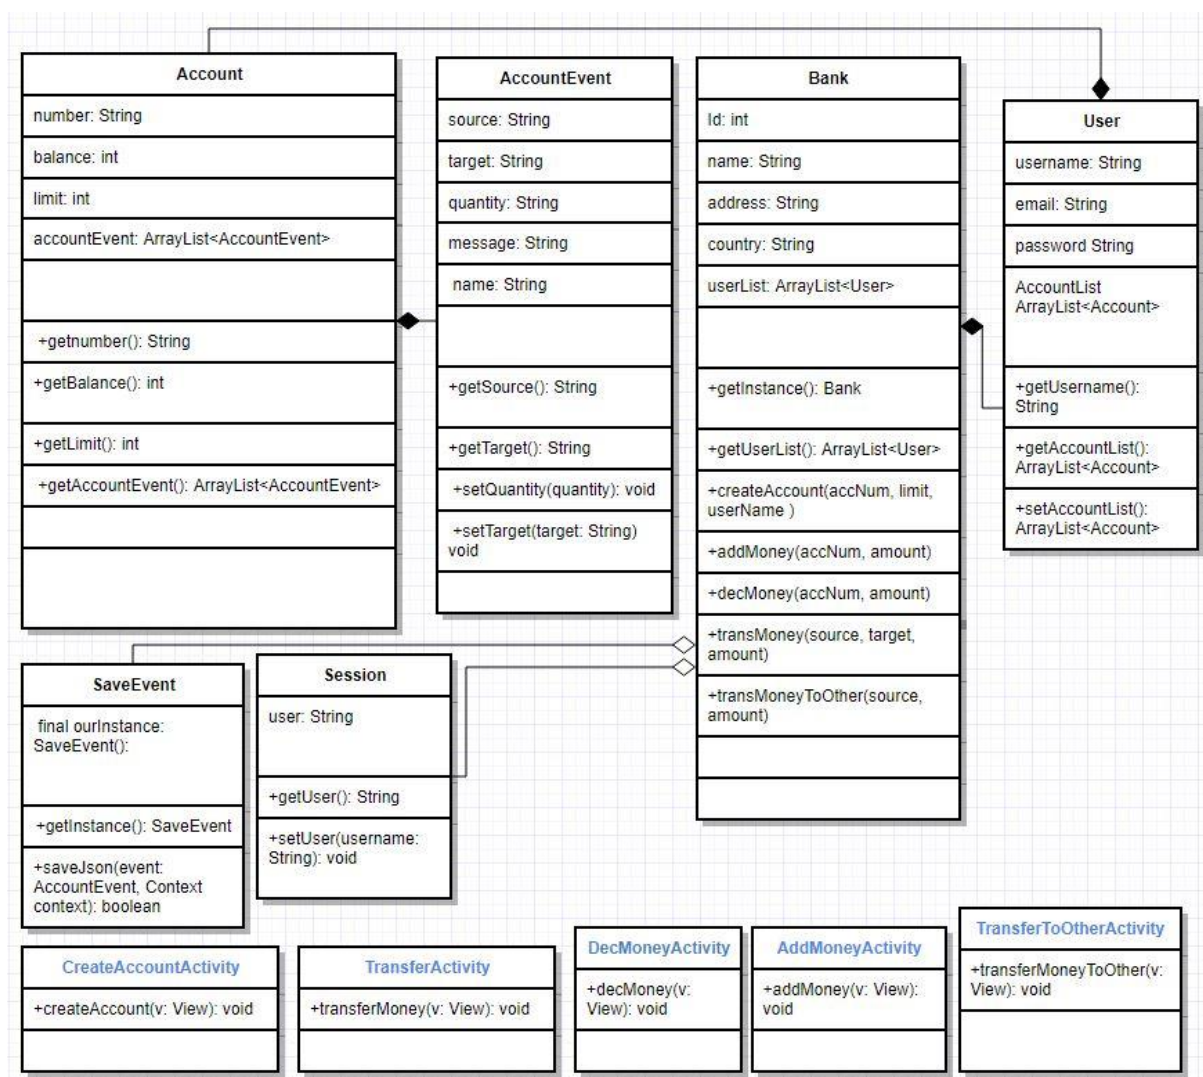 Account
number: String
balance: int
limit: int
accountEvent: ArrayList<AccountEvent>
+getnumber(): String
+getBalance(): int
+getLimit(): int
+getAccountEvent(): ArrayList<AccountEvent>
AccountEvent
source: String
target: String
quantity: String
message: String
name: String
+getSource(): String
+getTarget(): String
+setQuantity(quantity): void
+setTarget(target: String)
void
Bank
Id: int
name: String
address: String
country: String
userList: ArrayList<User>
+getInstance(): Bank
+getUserList(): ArrayList<User>
+createAccount(accNum, limit,
userName )
+addMoney(accNum, amount)
+decMoney(accNum, amount)
+transMoney(source, target,
amount)
+transMoneyToOther(source,
amount)
User
username: String
email: String
password String
AccountList
ArrayList<Account>
+getUsername():
String
+getAccountList():
ArrayList<Account>
+setAccountList():
ArrayList<Account>
SaveEvent
final ourInstance:
SaveEvent():
+getInstance(): SaveEvent
+saveJson(event:
AccountEvent, Context
context): boolean
Session
user: String
+getUser(): String
+setUser(username:
String): void
CreateAccountActivity
+createAccount(v: View): void
TransferActivity
+transferMoney(v: View): void
DecMoneyActivity
+decMoney(v:
View): void
AddMoneyActivity
+addMoney(v: View):
void
TransferToOtherActivity
+transferMoneyToOther(v:
View): void